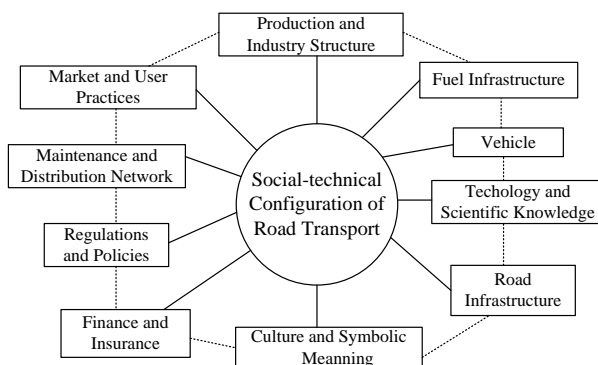 Production and
Industry Structure
Market and User
Practices
Fuel Infrastructure
Vehicle
Maintenance and
Distribution Network
Social-technical
Configuration of
Road Transport
Techology and
Scientific Knowledge
Regulations
and Policies
Road
Infrastructure
Finance and
Insurance
Culture and Symbolic
Meanning